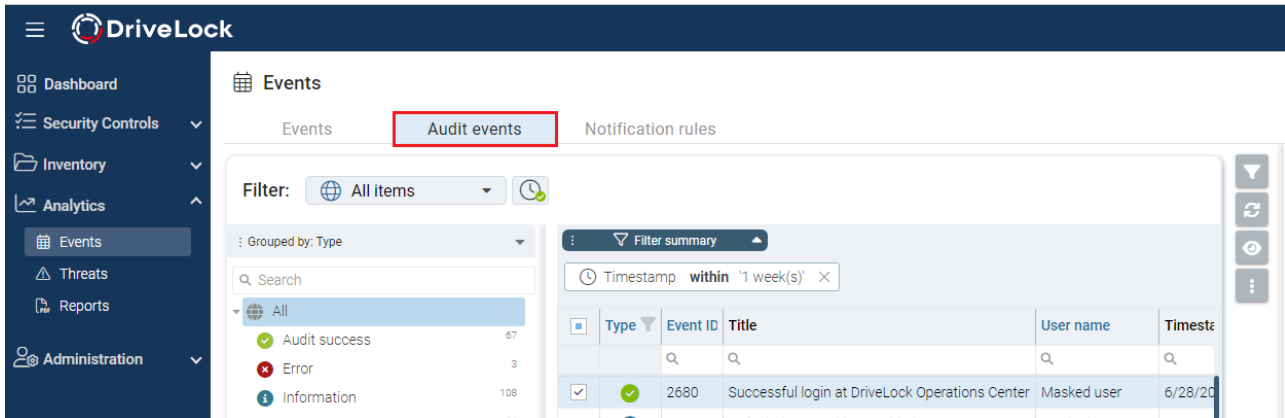 DriveLock
Dashboard
Security Controls
Inventory
Analytics
Events
Threats
Reports
Administration
Events
Events Audit events Notification rules
Filter: All items
Grouped by: Type
Search
All
Audit success 67
Error 3
Information 108
Filter summary
Timestamp within '1 week(s)'
Type Event ID Title User name Timesta
2680 Successful login at DriveLock Operations Center Masked user 6/28/20